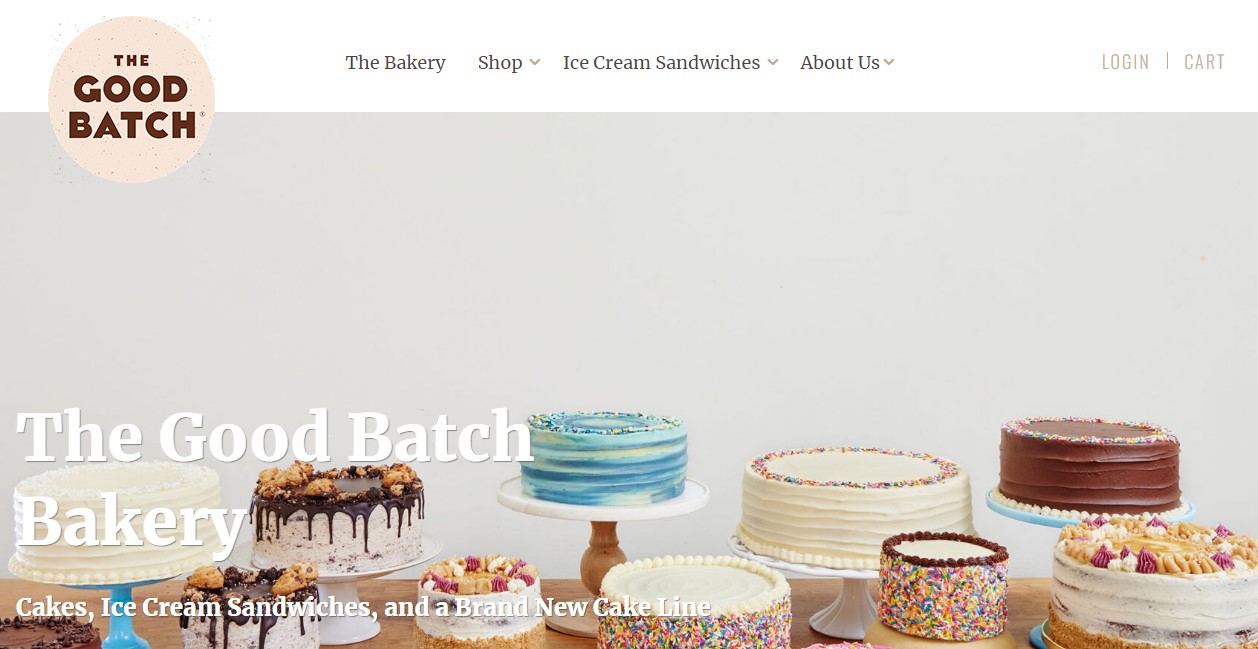 THE
GOOD
BATCH®
The Bakery
Shop
Ice Cream Sandwiches
About Us
LOGIN
CART
The Good Batch
Bakery
Cakes, Ice Cream Sandwiches, and a Brand New Cake Line